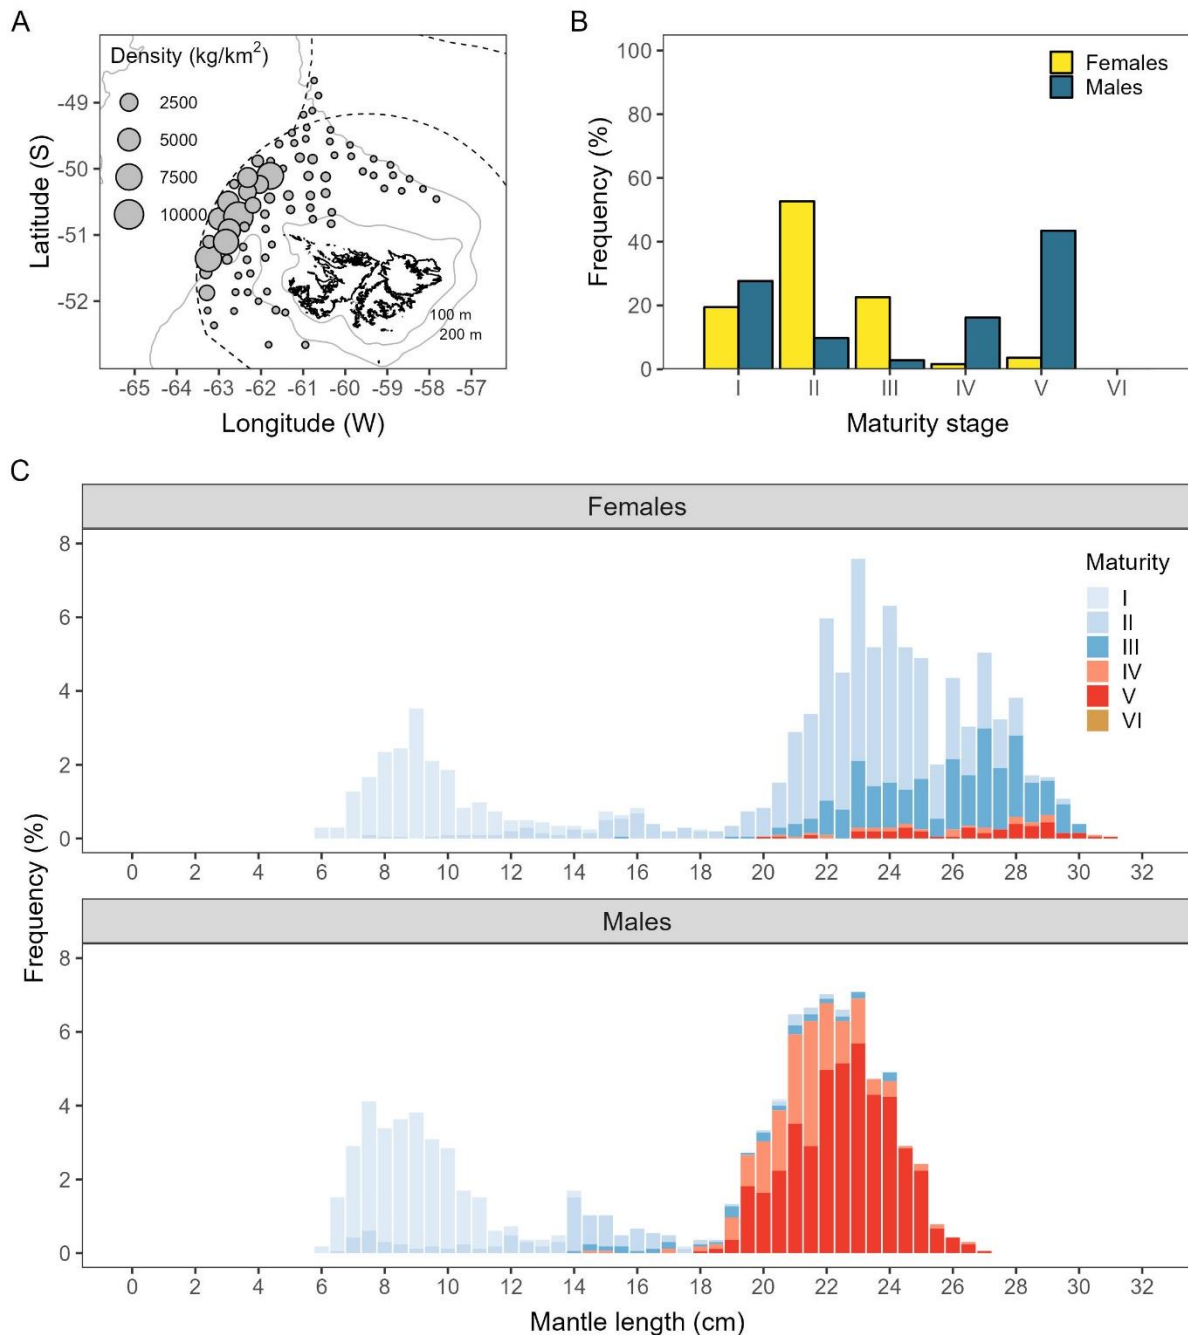 A
Density (kg/km²)
2500
5000
7500
10000
-49
-50
-51
-52
Latitude (S)
100 m
200 m
-65 -64 -63 -62 -61 -60 -59 -58 -57
Longitude (W)
B
Females
Males
100
80
60
40
20
0
Frequency (%)
I II III IV V VI
Maturity stage
C
Females
8
6
4
2
0
Maturity
I
II
III
IV
V
VI
0 2 4 6 8 10 12 14 16 18 20 22 24 26 28 30 32
Frequency (%)
Males
8
6
4
2
0
0 2 4 6 8 10 12 14 16 18 20 22 24 26 28 30 32
Mantle length (cm)